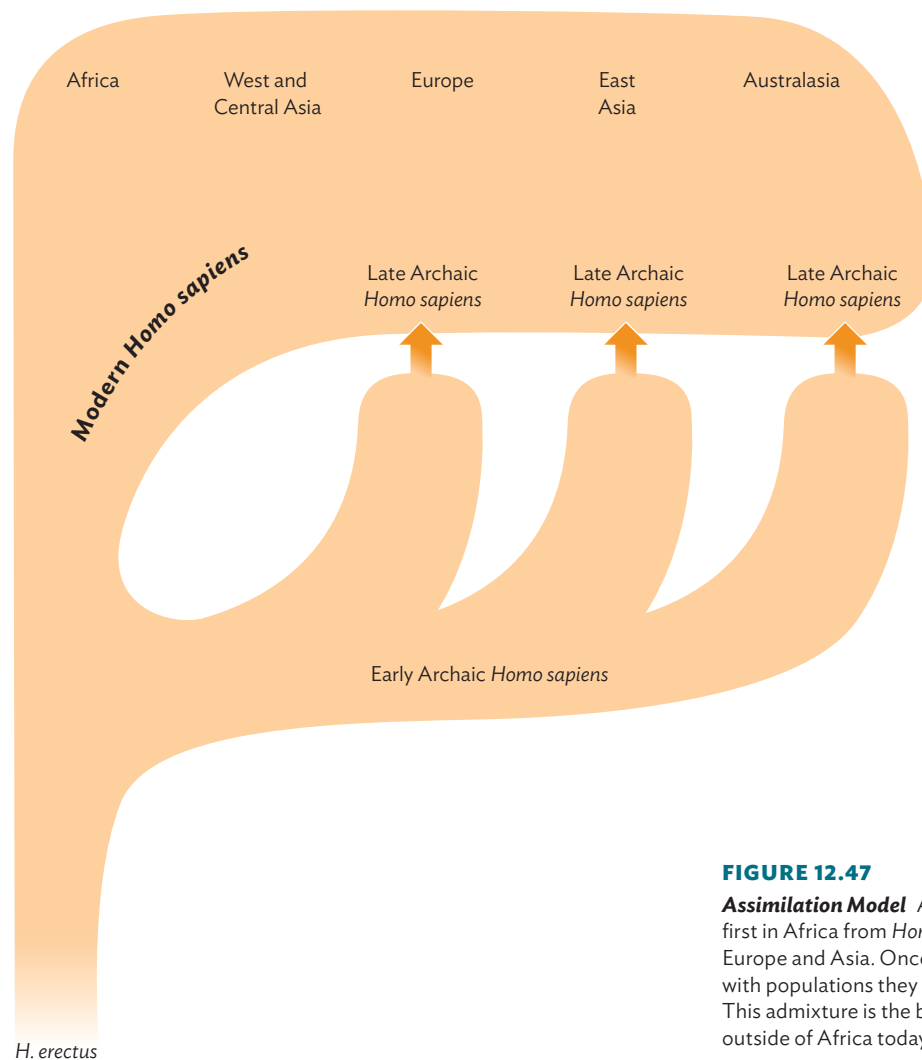 Africa
West and
Central Asia
Europe
East
Asia
Australasia
Modern Homo sapiens
Late Archaic
Homo sapiens
Late Archaic
Homo sapiens
Late Archaic
Homo sapiens
Early Archaic Homo sapiens
H. erectus
FIGURE 12.47
Assimilation Model
first in Africa from
Europe and Asia. Once
with populations they
This admixture is the
outside of Africa today